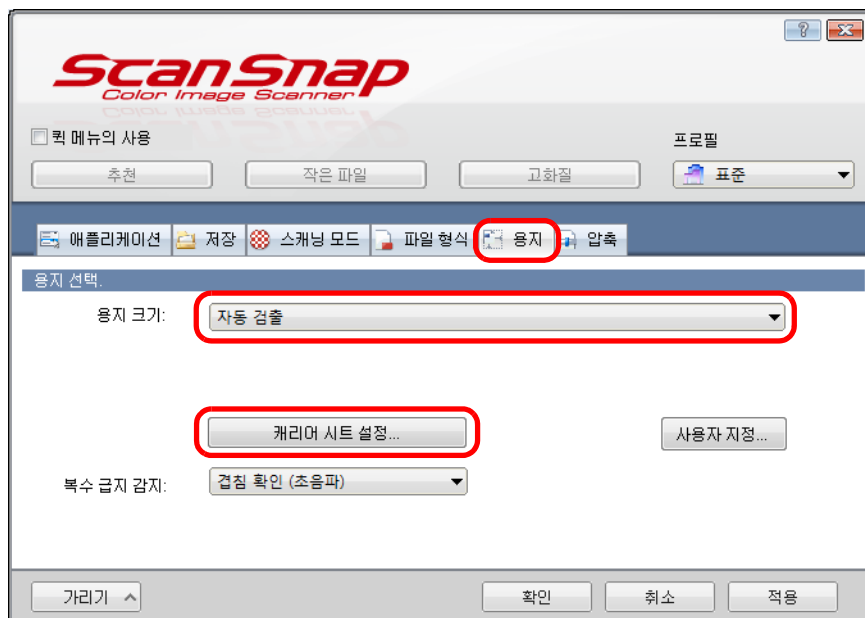 ScanSnap
Color Image Scanner
퀵 메뉴의 사용
프로필
추천 작은 파일 고화질 표준
애플리케이션 저장 스캐닝 모드 파일 형식 용지 압축
용지 선택.
용지 크기: 자동 검출
캐리어 시트 설정... 사용자 지정...
복수 급지 감지: 겹침 확인 (초음파)
가리기 확인 취소 적용